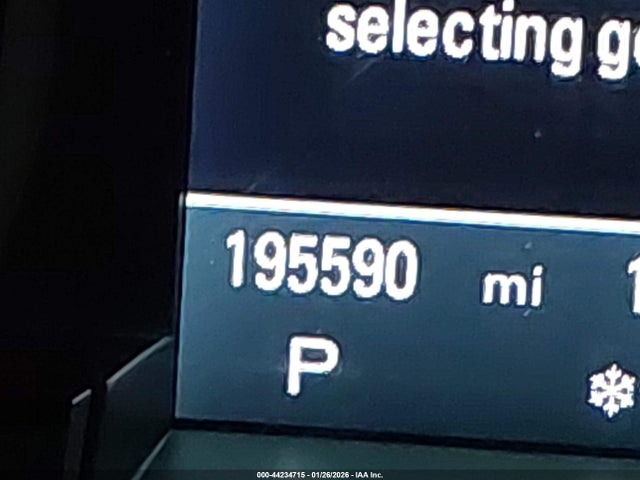 selecting
195590 mi
P
000-44234715 - 01/26/2026 - IAA Inc.